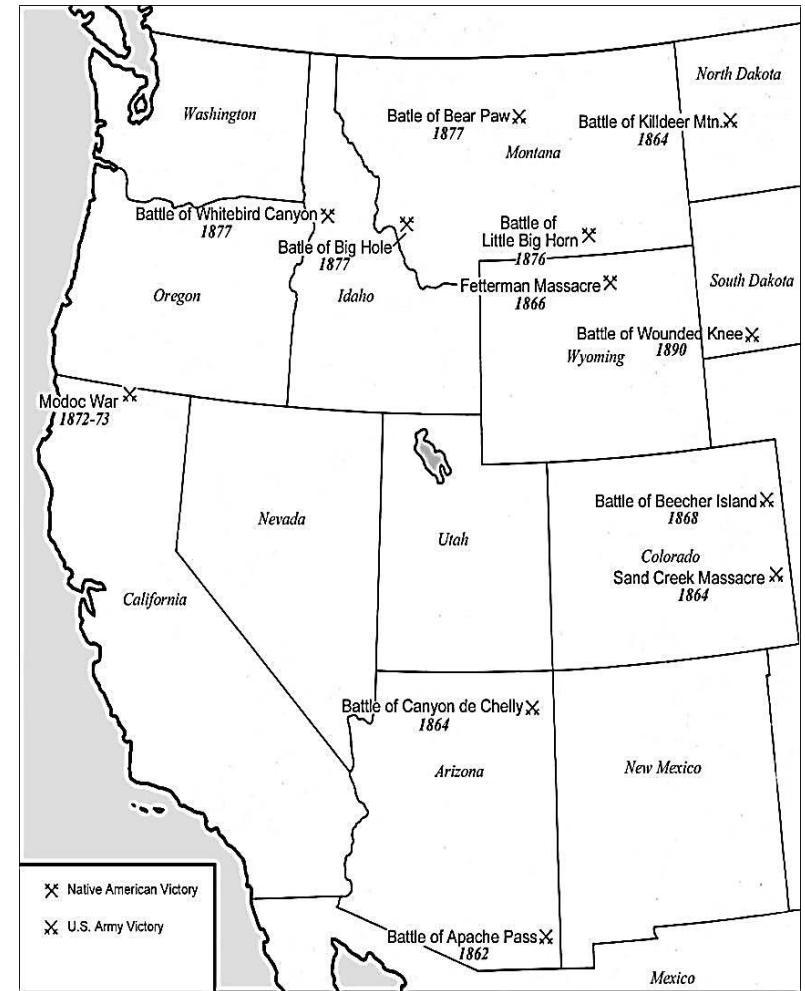 North Dakota
Washington
Batle of Bear Paw
1877
Battle of Killdeer Mtn.
1864
Montana
Battle of Whitebird Canyon
1877
Batle of Big Hole
1877
Battle of
Little Big Horn
1876
Oregon
Idaho
Fetterman Massacre
1866
South Dakota
Battle of Wounded Knee
1890
Wyoming
Modoc War
1872-73
Nevada
Utah
Battle of Beecher Island
1868
Colorado
Sand Creek Massacre
1864
California
Battle of Canyon de Chelly
1864
Arizona
New Mexico
Native American Victory
U.S. Army Victory
Battle of Apache Pass
1862
Mexico